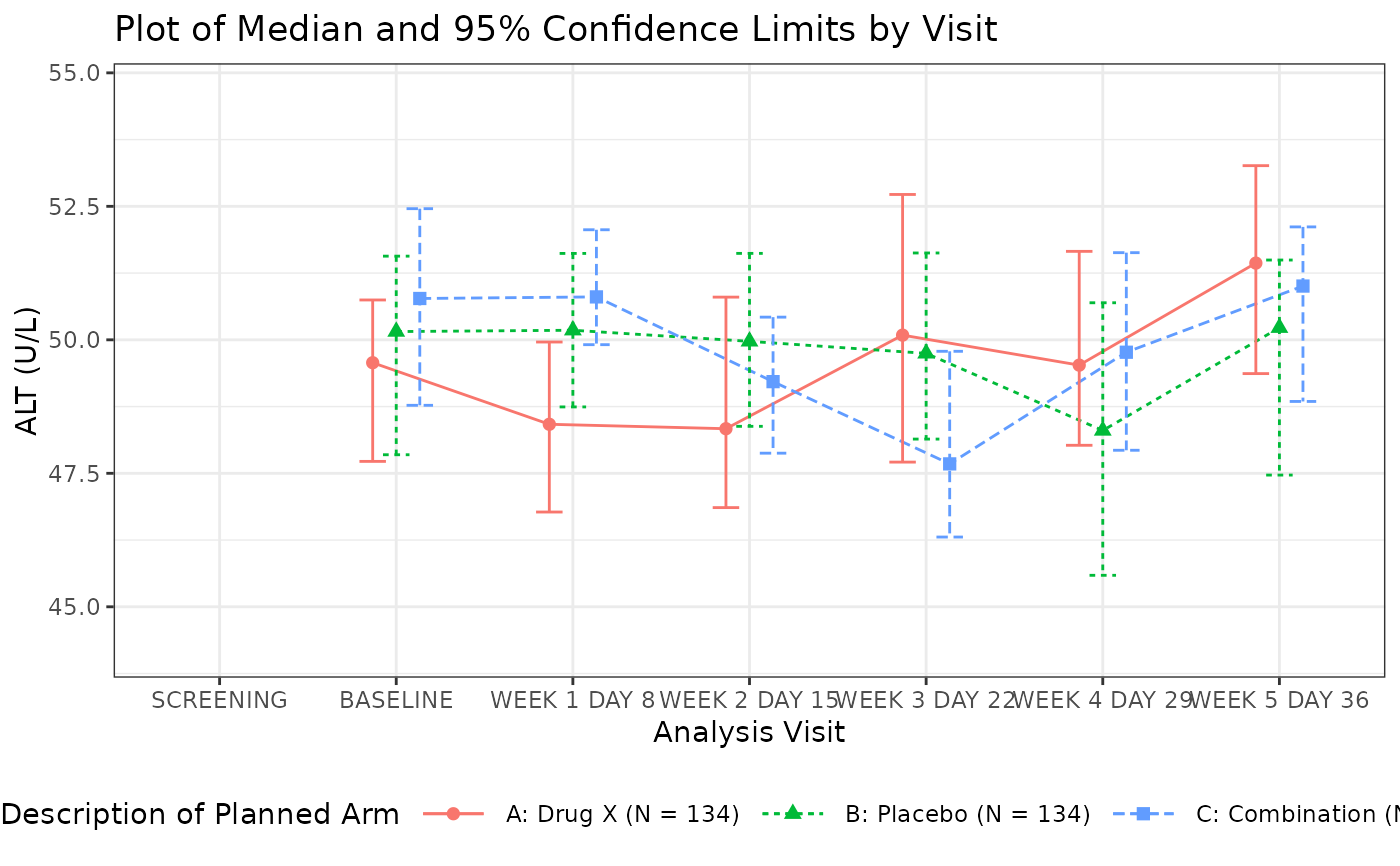 Plot of Median and 95% Confidence Limits by Visit
55.0
52.5
50.0
47.5
45.0
ALT (U/L)
SCREENING BASELINE WEEK 1 DAY 8 WEEK 2 DAY 15 WEEK 3 DAY 22 WEEK 4 DAY 29 WEEK 5 DAY 36
Analysis Visit
Description of Planned Arm A: Drug X (N = 134) B: Placebo (N = 134) C: Combination (N